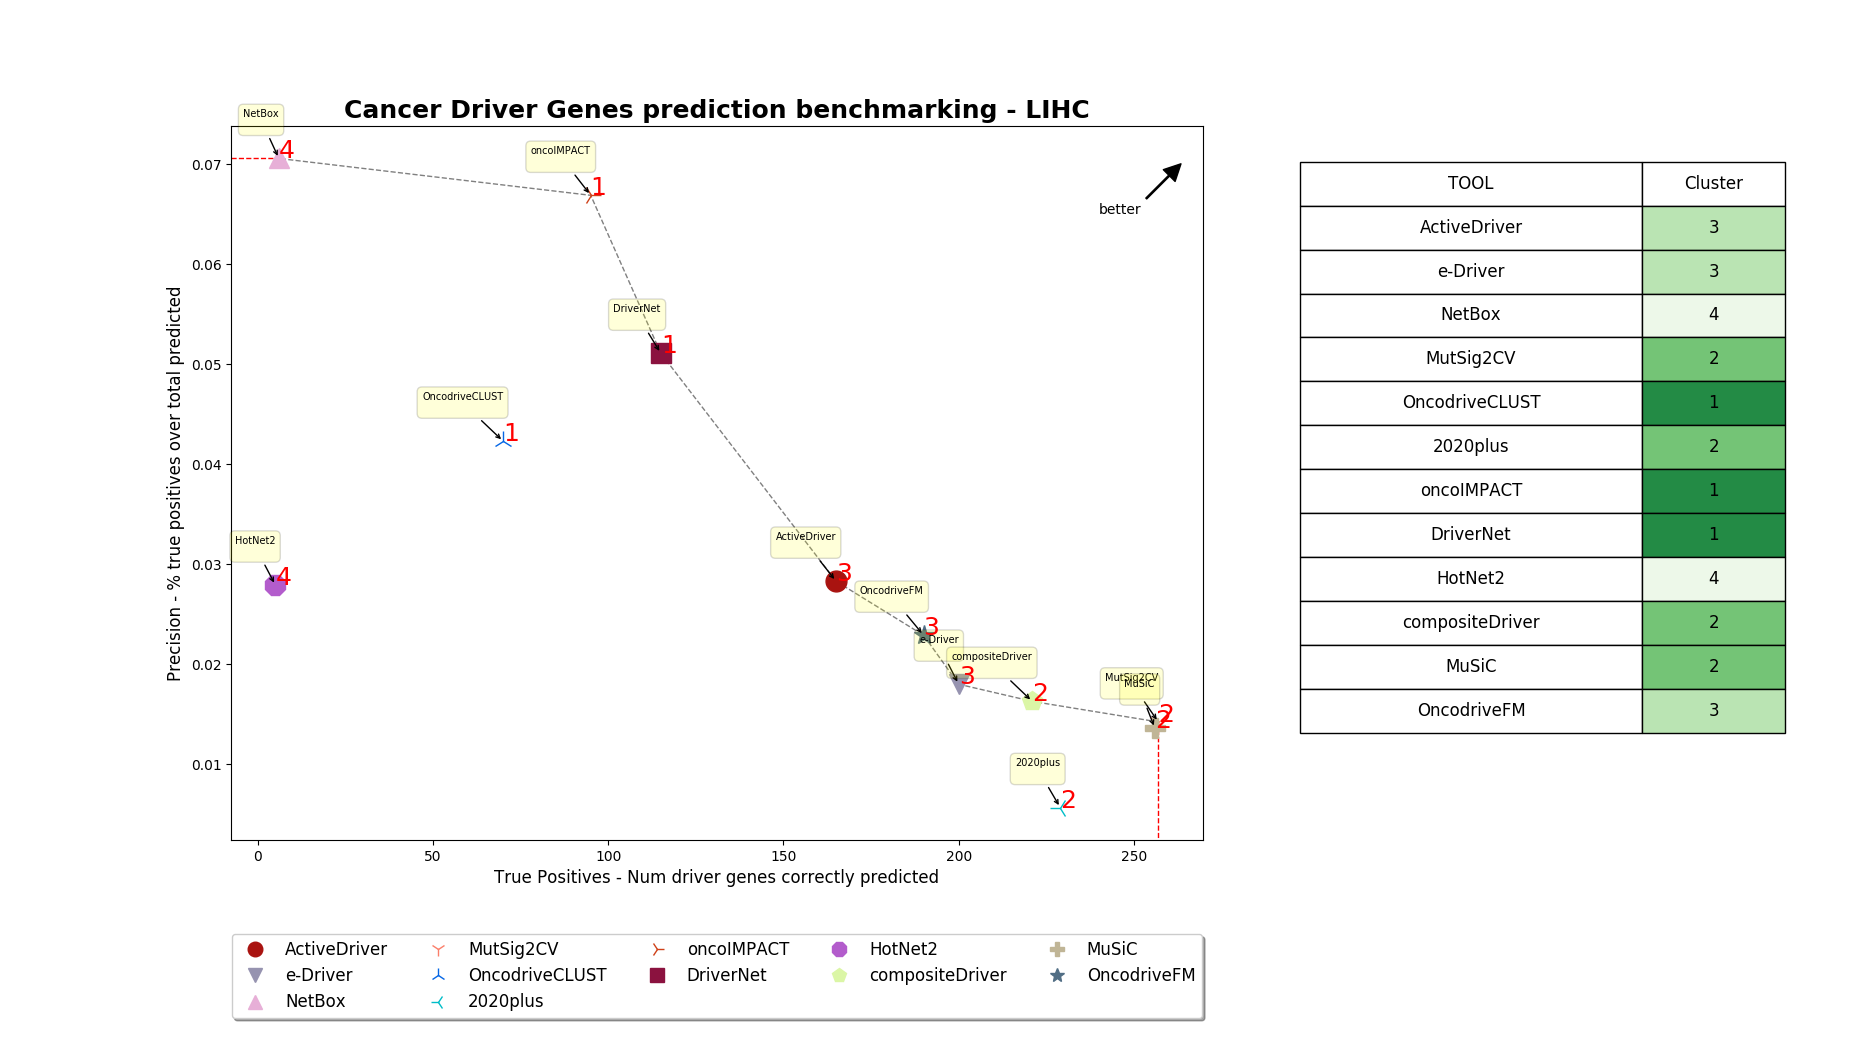 Cancer Driver Genes prediction benchmarking - LIHC
NetBox
4
oncoIMPACT
1
better
DriverNet
1
OncodriveCLUST
1
ActiveDriver
3
HotNet2
4
OncodriveFM
3
e-Driver
3
compositeDriver
2
MutSig2CV
2
MuSiC
2
2020plus
2
0.07
0.06
0.05
0.04
0.03
0.02
0.01
Precision - % true positives over total predicted
0 50 100 150 200 250
True Positives - Num driver genes correctly predicted
ActiveDriver MutSig2CV oncoIMPACT HotNet2 MuSiC
e-Driver OncodriveCLUST DriverNet compositeDriver OncodriveFM
NetBox 2020plus
TOOL Cluster
ActiveDriver 3
e-Driver 3
NetBox 4
MutSig2CV 2
OncodriveCLUST 1
2020plus 2
oncoIMPACT 1
DriverNet 1
HotNet2 4
compositeDriver 2
MuSiC 2
OncodriveFM 3